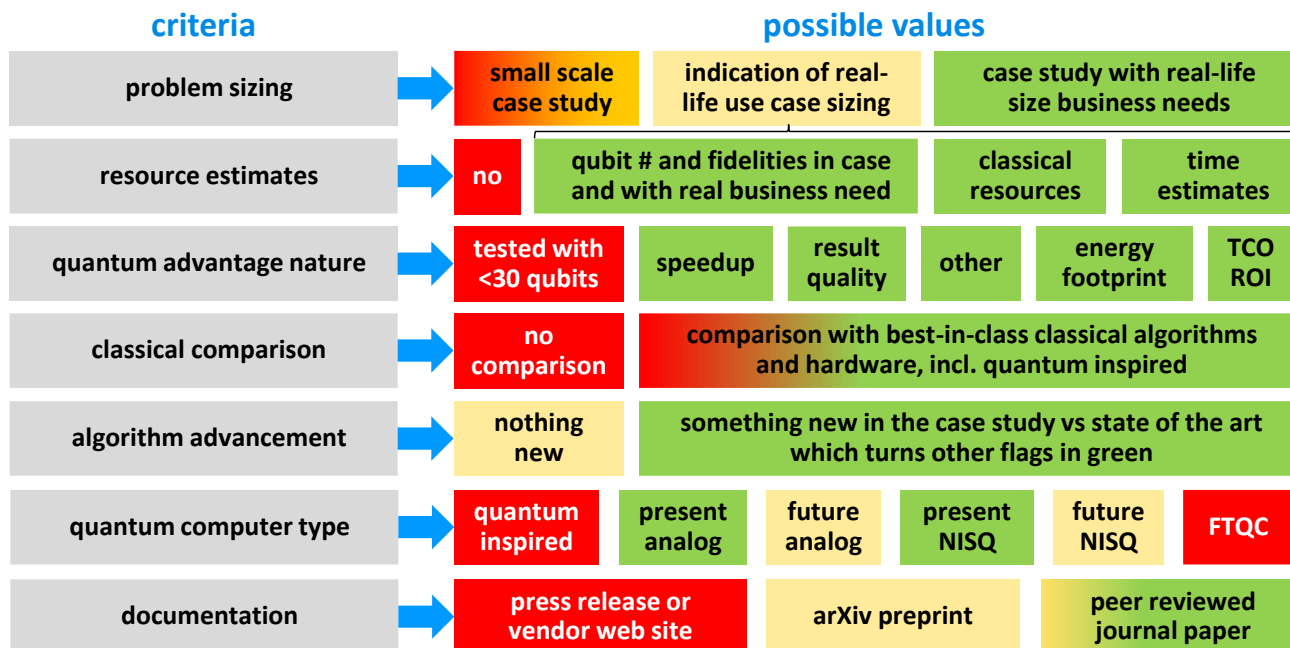 criteria
possible values
problem sizing
small scale
case study
indication of real-
life use case sizing
case study with real-life
size business needs
resource estimates
no
qubit # and fidelities in case
and with real business need
classical
resources
time
estimates
quantum advantage nature
tested with
<30 qubits
speedup
result
quality
other
energy
footprint
TCO
ROI
classical comparison
no
comparison
comparison with best-in-class classical algorithms
and hardware, incl. quantum inspired
algorithm advancement
nothing
new
something new in the case study vs state of the art
which turns other flags in green
quantum computer type
quantum
inspired
present
analog
future
analog
present
NISQ
future
NISQ
FTQC
documentation
press release or
vendor web site
arXiv preprint
peer reviewed
journal paper